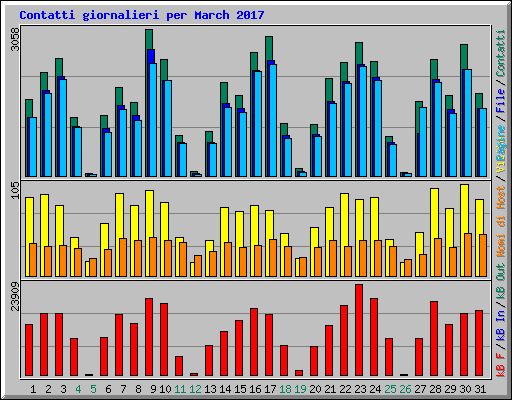 Contatti giornalieri per March 2017
3058
105
23909
1 2 3 4 5 6 7 8 9 10 11 12 13 14 15 16 17 18 19 20 21 22 23 24 25 26 27 28 29 30 31
kB F / kB In / kB Out Nomi di Host / Pagine / File / Contatti